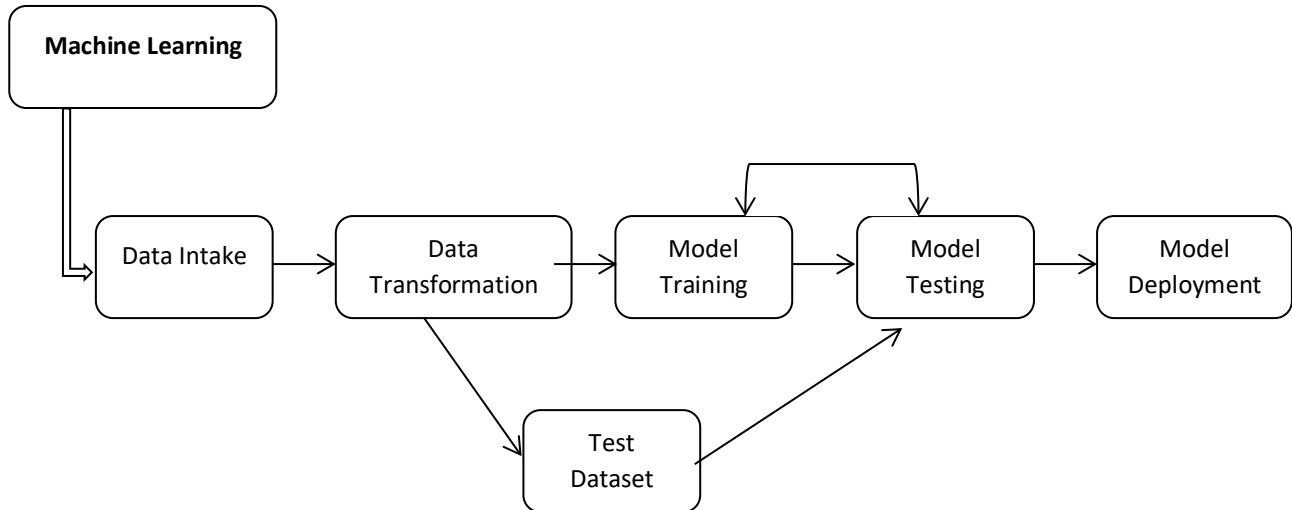 Machine Learning
Data Intake
Data
Transformation
Model
Training
Model
Testing
Model
Deployment
Test
Dataset